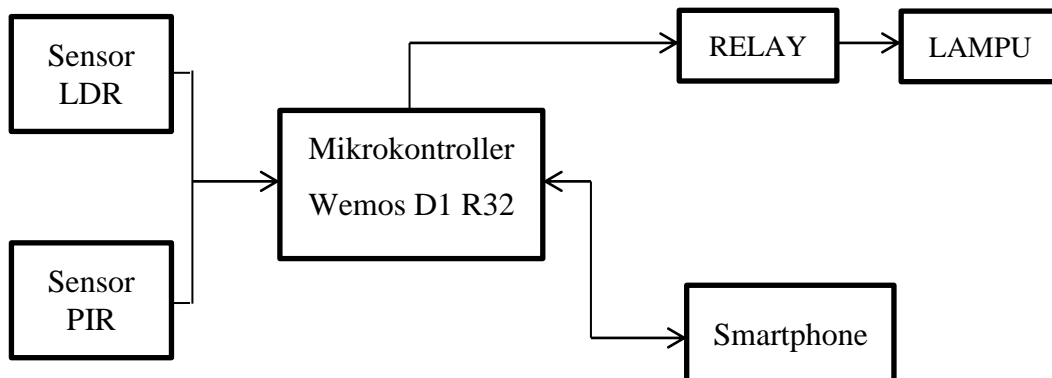 Sensor
LDR
RELAY
LAMPU
Mikrokontroller
Wemos D1 R32
Sensor
PIR
Smartphone